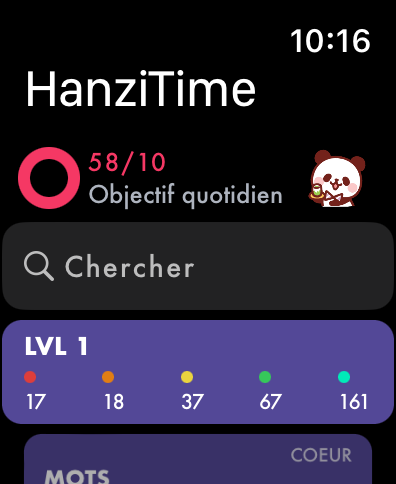 10:16
HanziTime
58/10
Objectif quotidien
Chercher
LVL 1
17 18 37 67 161
COEUR
MOTS